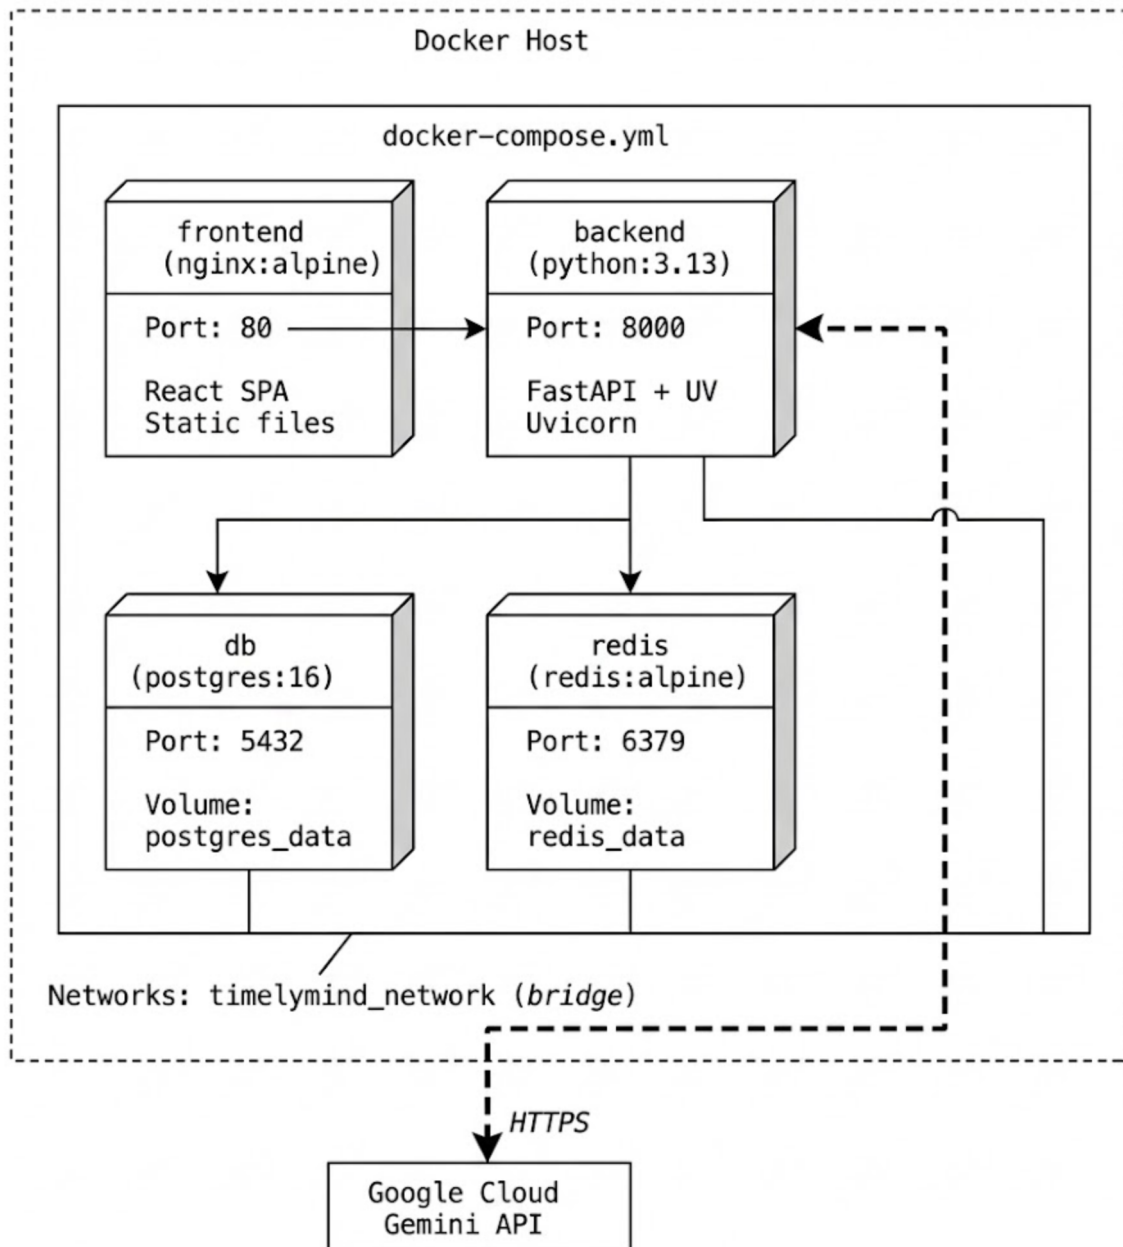 Docker Host
docker-compose.yml
frontend
(nginx:alpine)
Port: 80
React SPA
Static files
backend
(python:3.13)
Port: 8000
FastAPI + UV
Uvicorn
db
(postgres:16)
Port: 5432
Volume:
postgres_data
redis
(redis:alpine)
Port: 6379
Volume:
redis_data
Networks: timelymind_network (bridge)
HTTPS
Google Cloud
Gemini API